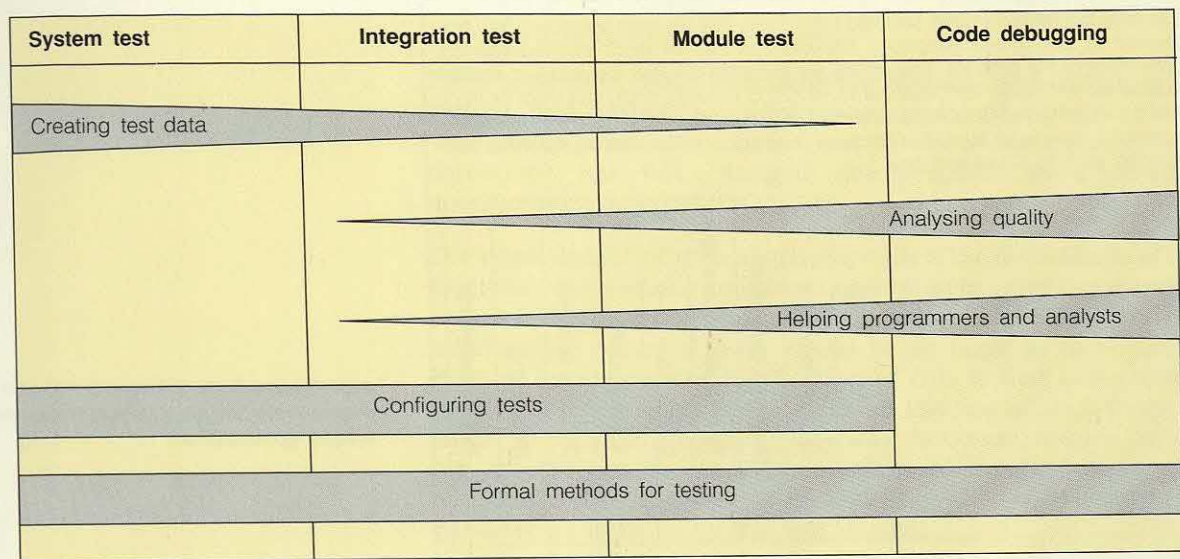 System test
Integration test
Module test
Code debugging
Creating test data
Analysing quality
Helping programmers and analysts
Configuring tests
Formal methods for testing